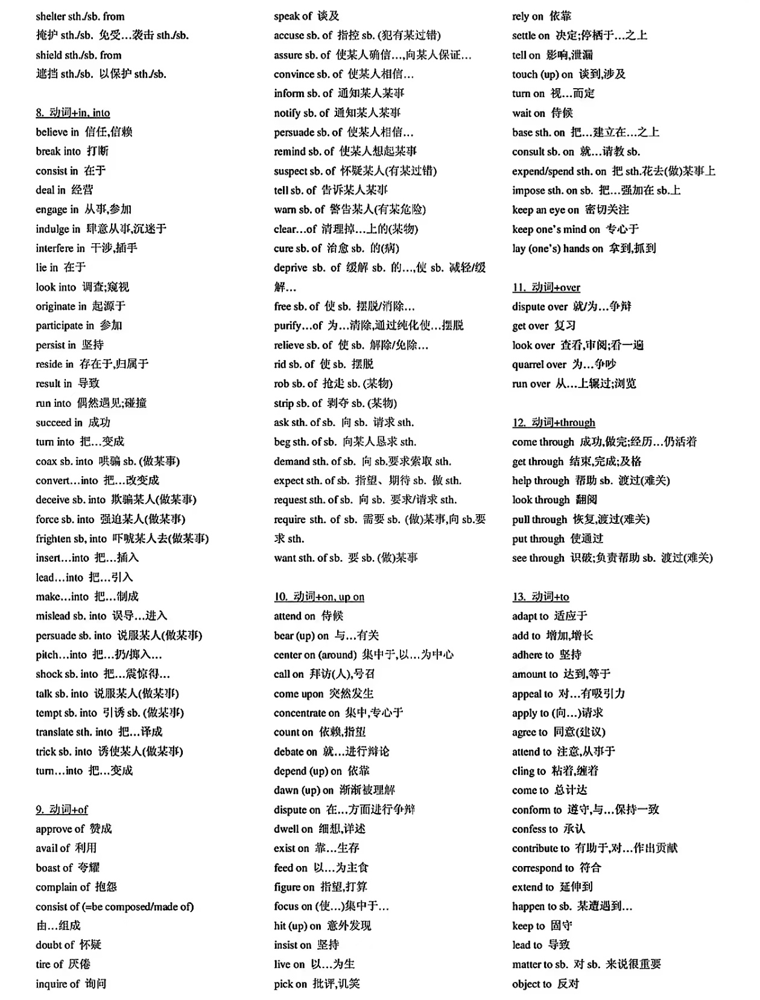 shelter sth./sb. from
掩护 sth./sb. 免受…袭击 sth./sb.
shield sth./sb. from
遮挡 sth./sb. 以保护 sth./sb.
8. 动词+in, into
believe in 信任,信赖
break into 打断
consist in 在于
deal in 经营
engage in 从事,参加
indulge in 肆意从事,沉迷于
interfere in 干涉,插手
lie in 在于
look into 调查;窥视
originate in 起源于
participate in 参加
persist in 坚持
reside in 存在于,归属于
result in 导致
run into 偶然遇见;碰撞
succeed in 成功
turn into 把…变成
coax sb. into 哄骗 sb. (做某事)
convert…into 把…改变成
deceive sb. into 欺骗某人(做某事)
force sb. into 强迫某人(做某事)
frighten sb, into 吓唬某人去(做某事)
insert…into 把…插入
lead…into 把…引入
make…into 把…制成
mislead sb. into 误导…进入
persuade sb. into 说服某人(做某事)
pitch…into 把…扔/掷入…
shock sb. into 把…震惊得…
talk sb. into 说服某人(做某事)
tempt sb. into 引诱 sb. (做某事)
translate sth. into 把…译成
trick sb. into 诱使某人(做某事)
turn…into 把…变成
9. 动词+of
approve of 赞成
avail of 利用
boast of 夸耀
complain of 抱怨
consist of (=be composed/made of)
由…组成
doubt of 怀疑
tire of 厌倦
inquire of 询问
speak of 谈及
accuse sb. of 指控 sb. (犯有某过错)
assure sb. of 使某人确信…,向某人保证…
convince sb. of 使某人相信…
inform sb. of 通知某人某事
notify sb. of 通知某人某事
persuade sb. of 使某人相信…
remind sb. of 使某人想起某事
suspect sb. of 怀疑某人(有某过错)
tell sb. of 告诉某人某事
warn sb. of 警告某人(有某危险)
clear…of 清理掉…上的(某物)
cure sb. of 治愈 sb. 的(病)
deprive sb. of 缓解 sb. 的…,使 sb. 减轻/缓
解…
free sb. of 使 sb. 摆脱/消除…
purify…of 为…清除,通过纯化使…摆脱
relieve sb. of 使 sb. 解除/免除…
rid sb. of 使 sb. 摆脱
rob sb. of 抢走 sb. (某物)
strip sb. of 剥夺 sb. (某物)
ask sth. of sb. 向 sb. 请求 sth.
beg sth. of sb. 向某人恳求 sth.
demand sth. of sb. 向 sb.要求索取 sth.
expect sth. of sb. 指望、期待 sb. 做 sth.
request sth. of sb. 向 sb. 要求/请求 sth.
require sth. of sb. 需要 sb. (做)某事,向 sb.要
求 sth.
want sth. of sb. 要 sb. (做)某事
10. 动词+on, up on
attend on 侍候
bear (up) on 与…有关
center on (around) 集中于,以…为中心
call on 拜访(人),号召
come upon 突然发生
concentrate on 集中,专心于
count on 依赖,指望
debate on 就…进行辩论
depend (up) on 依靠
dawn (up) on 渐渐被理解
dispute on 在…方面进行争辩
dwell on 细想,详述
exist on 靠…生存
feed on 以…为主食
figure on 指望,打算
focus on (使…)集中于…
hit (up) on 意外发现
insist on 坚持
live on 以…为生
pick on 批评,讥笑
rely on 依靠
settle on 决定;停栖于…之上
tell on 影响,泄漏
touch (up) on 谈到,涉及
turn on 视…而定
wait on 侍候
base sth. on 把…建立在…之上
consult sb. on 就…请教 sb.
expend/spend sth. on 把 sth.花去(做)某事上
impose sth. on sb. 把…强加在 sb.上
keep an eye on 密切关注
keep one's mind on 专心于
lay (one's) hands on 拿到,抓到
11. 动词+over
dispute over 就/为…争辩
get over 复习
look over 查看,审阅;看一遍
quarrel over 为…争吵
run over 从…上辗过;浏览
12. 动词+through
come through 成功,做完;经历…仍活着
get through 结束,完成;及格
help through 帮助 sb. 渡过(难关)
look through 翻阅
pull through 恢复,渡过(难关)
put through 使通过
see through 识破;负责帮助 sb. 渡过(难关)
13. 动词+to
adapt to 适应于
add to 增加,增长
adhere to 坚持
amount to 达到,等于
appeal to 对…有吸引力
apply to (向…)请求
agree to 同意(建议)
attend to 注意,从事于
cling to 粘着,缠着
come to 总计达
conform to 遵守,与…保持一致
confess to 承认
contribute to 有助于,对…作出贡献
correspond to 符合
extend to 延伸到
happen to sb. 某遭遇到…
keep to 固守
lead to 导致
matter to sb. 对 sb. 来说很重要
object to 反对